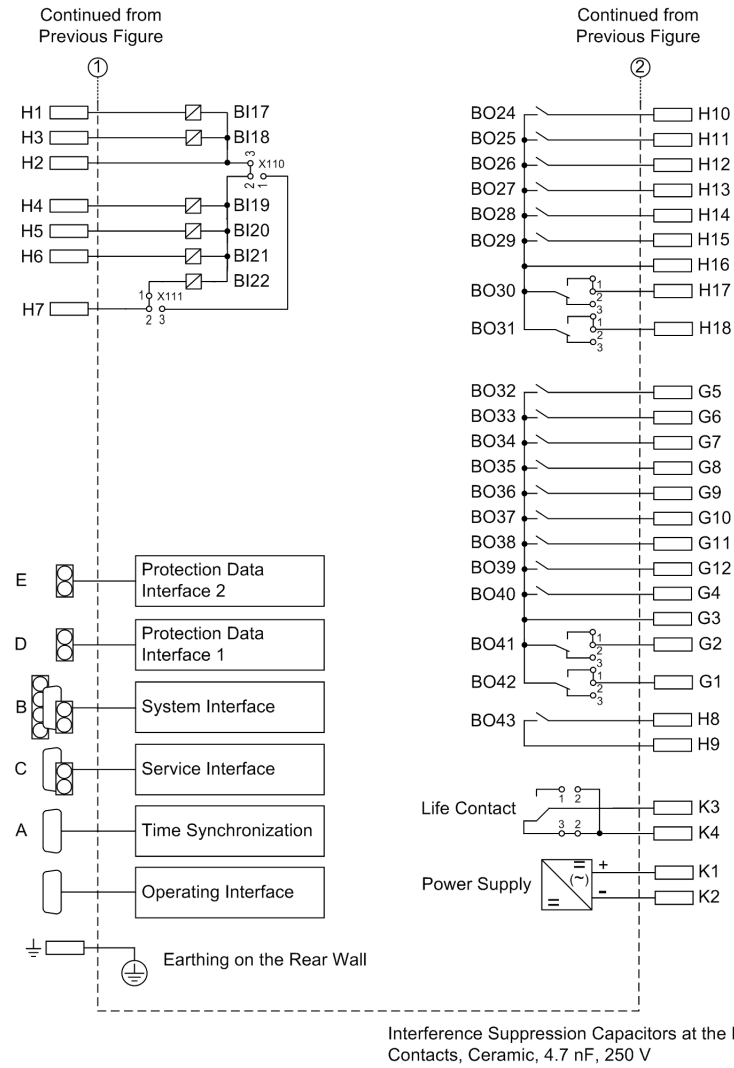 Continued from
Previous Figure
1
H1 BI17
H3 BI18
H2
3
X110
2 1
H4 BI19
H5 BI20
H6 BI21
BI22
1 X111
H7
2 3
E
Protection Data
Interface 2
D
Protection Data
Interface 1
B
System Interface
C
Service Interface
A
Time Synchronization
Operating Interface
Earthing on the Rear Wall
Continued from
Previous Figure
2
BO24 H10
BO25 H11
BO26 H12
BO27 H13
BO28 H14
BO29 H15
H16
1
BO30 H17
2
3
1
BO31 H18
2
3
BO32 G5
BO33 G6
BO34 G7
BO35 G8
BO36 G9
BO37 G10
BO38 G11
BO39 G12
BO40 G4
G3
1
BO41 G2
2
3
1
BO42 G1
2
3
BO43 H8
H9
1 2
Life Contact K3
3 2
K4
+ K1
Power Supply (~)
- K2
Interference Suppression Capacitors at the
Contacts, Ceramic, 4.7 nF, 250 V